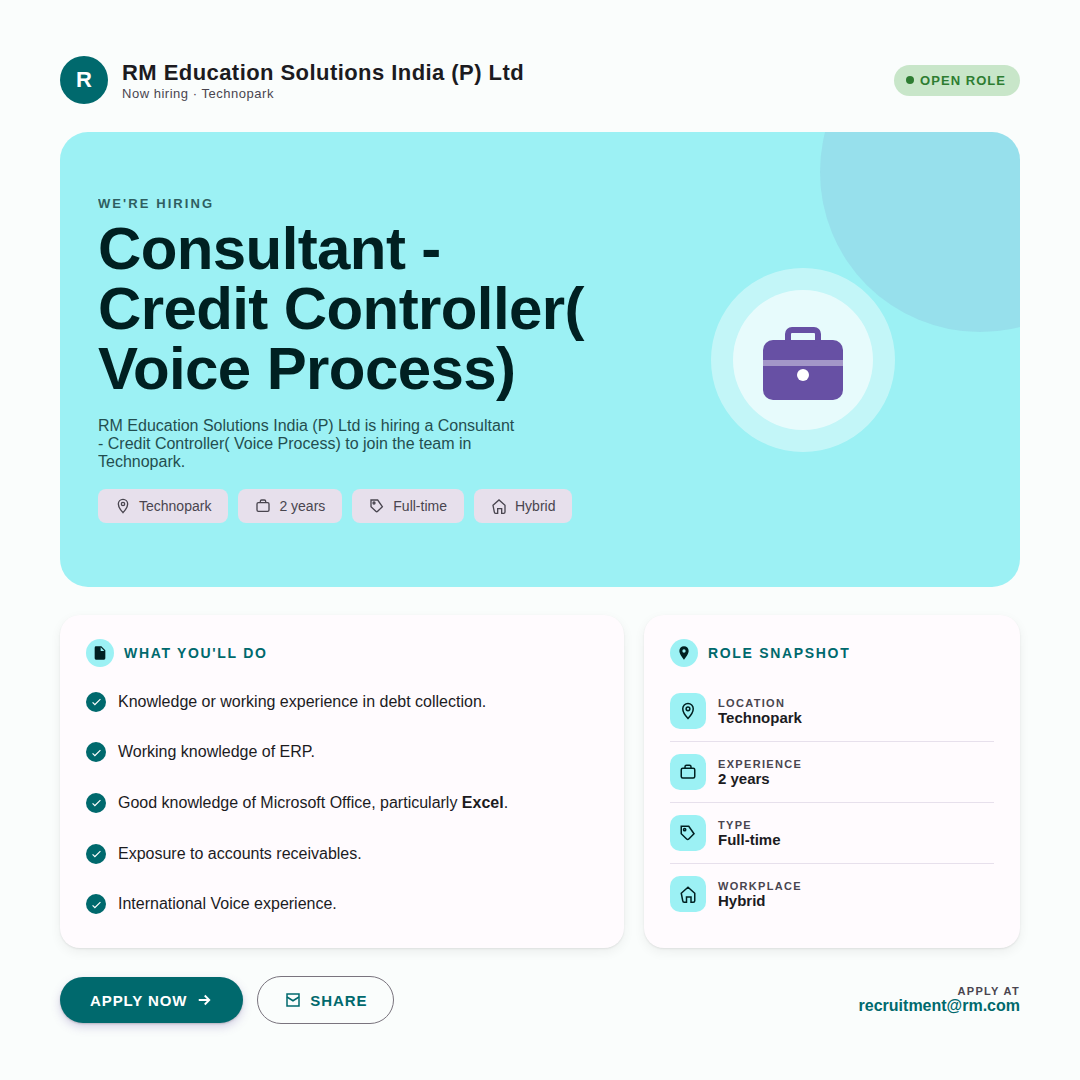 R
RM Education Solutions India (P) Ltd
Now hiring · Technopark
OPEN ROLE
WE'RE HIRING
Consultant -
Credit Controller(
Voice Process)
RM Education Solutions India (P) Ltd is hiring a Consultant
- Credit Controller( Voice Process) to join the team in
Technopark.
Technopark
2 years
Full-time
Hybrid
WHAT YOU'LL DO
Knowledge or working experience in debt collection.
Working knowledge of ERP.
Good knowledge of Microsoft Office, particularly Excel.
Exposure to accounts receivables.
International Voice experience.
ROLE SNAPSHOT
LOCATION
Technopark
EXPERIENCE
2 years
TYPE
Full-time
WORKPLACE
Hybrid
APPLY NOW
SHARE
APPLY AT
recruitment@rm.com